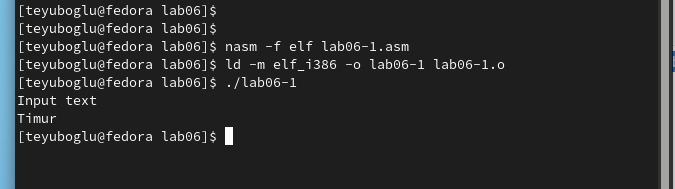 [teyuboglu@fedora lab06]$
[teyuboglu@fedora lab06]$
[teyuboglu@fedora lab06]$ nasm -f elf lab06-1.asm
[teyuboglu@fedora lab06]$ ld -m elf_i386 -o lab06-1 lab06-1.o
[teyuboglu@fedora lab06]$ ./lab06-1
Input text
Timur
[teyuboglu@fedora lab06]$